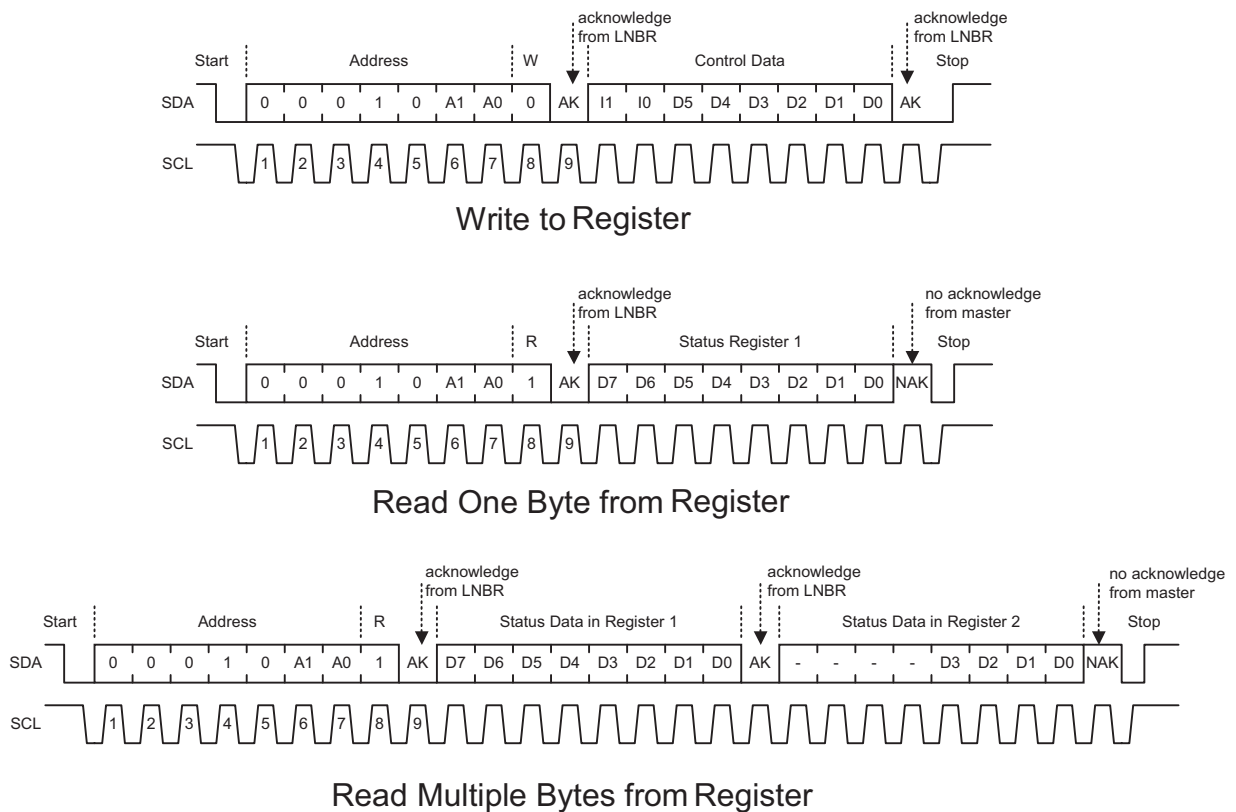 acknowledge
from LNBR
acknowledge
from LNBR
Start Address W Control Data Stop
SDA 0 0 0 1 0 A1 A0 0 AK I1 I0 D5 D4 D3 D2 D1 D0 AK
SCL 1 2 3 4 5 6 7 8 9
Write to Register
acknowledge
from LNBR
no acknowledge
from master
Start Address R Status Register 1 Stop
SDA 0 0 0 1 0 A1 A0 1 AK D7 D6 D5 D4 D3 D2 D1 D0 NAK
SCL 1 2 3 4 5 6 7 8 9
Read One Byte from Register
acknowledge
from LNBR
acknowledge
from LNBR
no acknowledge
from master
Start Address R Status Data in Register 1 Status Data in Register 2 Stop
SDA 0 0 0 1 0 A1 A0 1 AK D7 D6 D5 D4 D3 D2 D1 D0 AK - - - - D3 D2 D1 D0 NAK
SCL 1 2 3 4 5 6 7 8 9
Read Multiple Bytes from Register